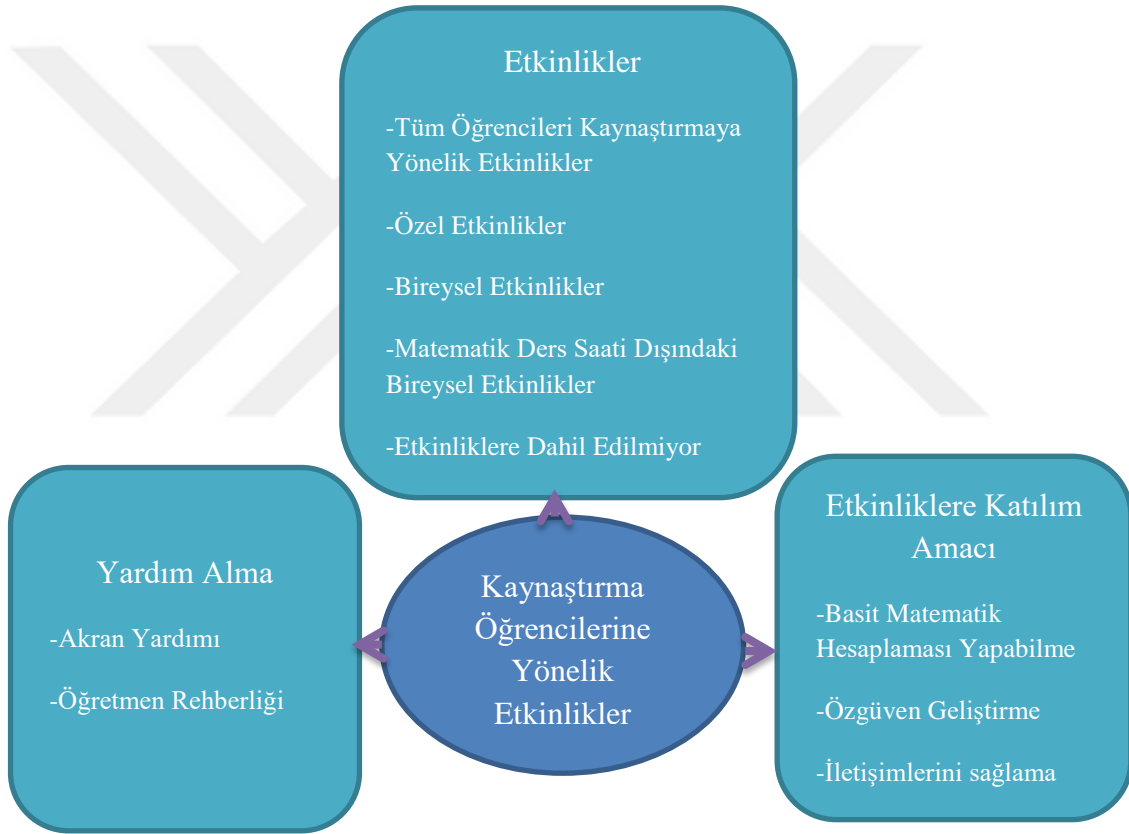 Etkinlikler
-Tüm Öğrencileri Kaynaştırmaya
Yönelik Etkinlikler
-Özel Etkinlikler
-Bireysel Etkinlikler
-Matematik Ders Saati Dışındaki
Bireysel Etkinlikler
-Etkinliklere Dahil Edilmiyor
Yardım Alma
-Akran Yardımı
-Öğretmen Rehberliği
Kaynaştırma
Öğrencilerine
Yönelik
Etkinlikler
Etkinliklere Katılım
Amacı
-Basit Matematik
Hesaplaması Yapabilme
-Özgüven Geliştirme
-İletişimlerini sağlama